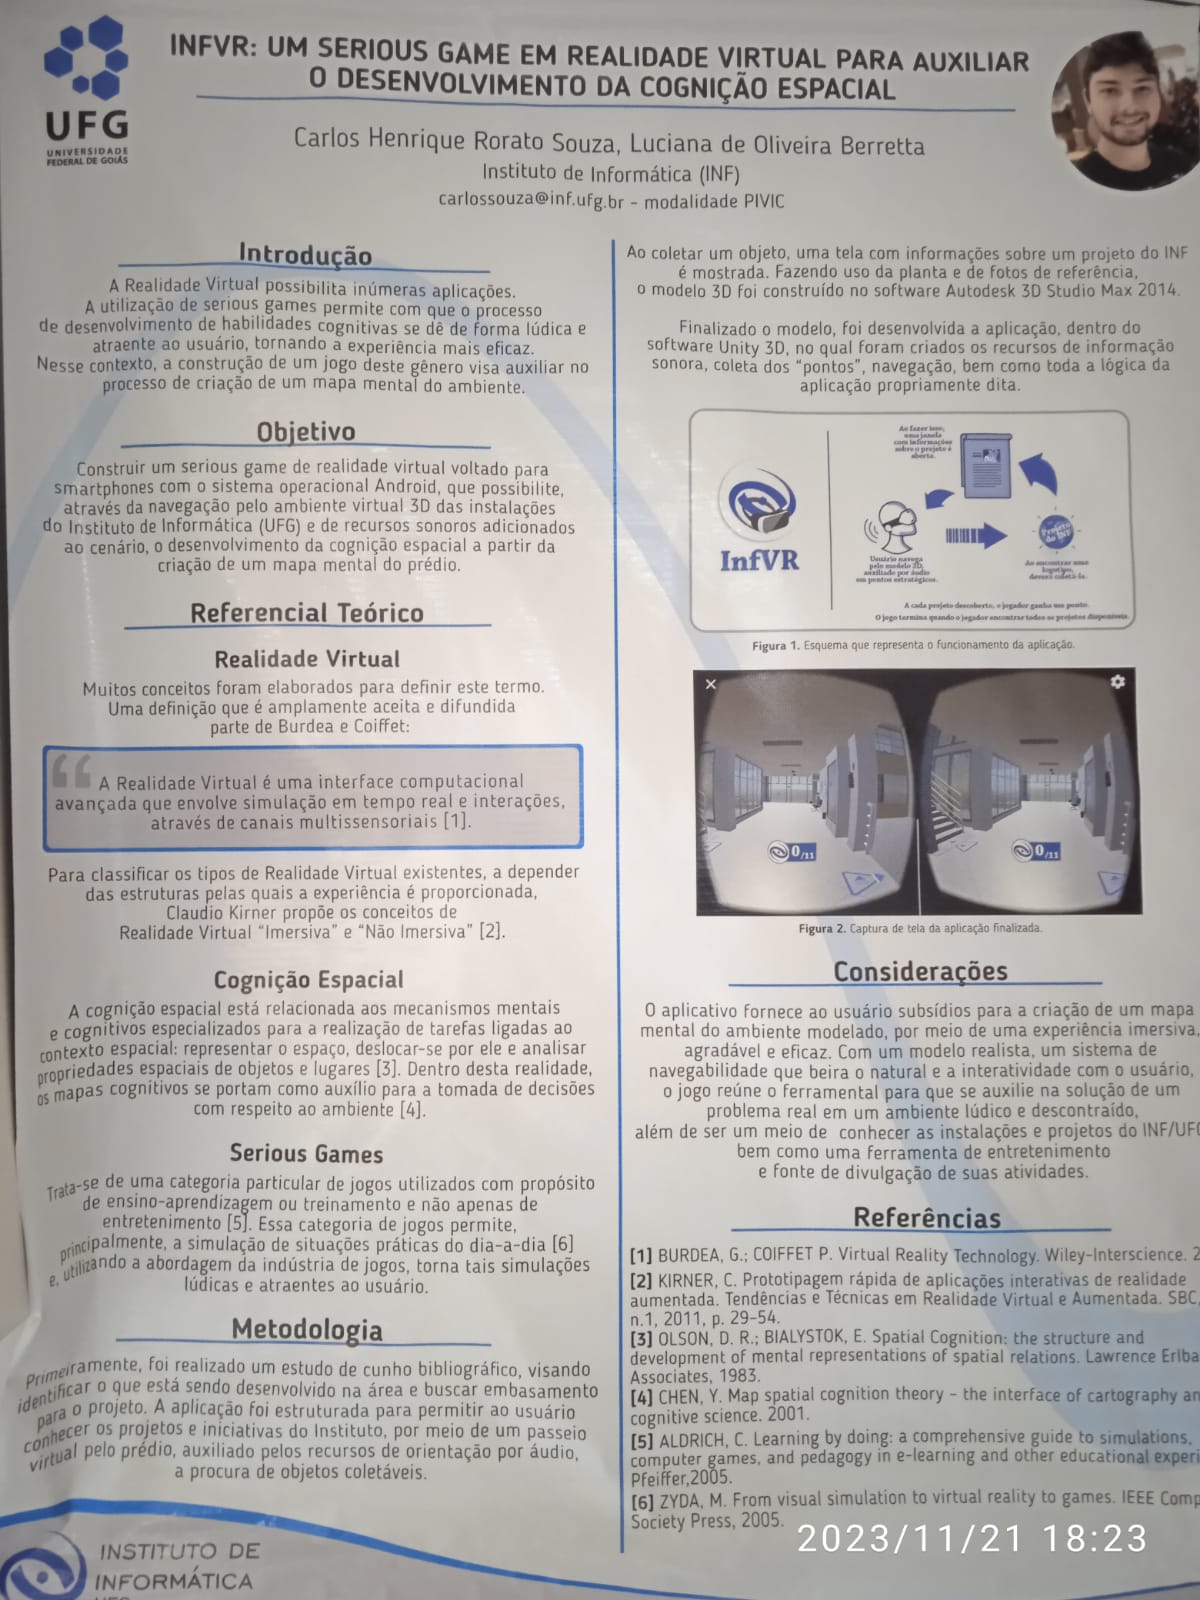 UFG
UNIVERSIDADE
FEDERAL DE GOIÁS
INFVR: UM SERIOUS GAME EM REALIDADE VIRTUAL PARA AUXILIAR
O DESENVOLVIMENTO DA COGNIÇÃO ESPACIAL
Carlos Henrique Rorato Souza, Luciana de Oliveira Berretta
Instituto de Informática (INF)
carlossouza@inf.ufg.br - modalidade PIVIC
Introdução
A Realidade Virtual possibilita inúmeras aplicações.
A utilização de serious games permite com que o processo
de desenvolvimento de habilidades cognitivas se dê de forma lúdica e
atraente ao usuário, tornando a experiência mais eficaz.
Nesse contexto, a construção de um jogo deste gênero visa auxiliar no
processo de criação de um mapa mental do ambiente.
Objetivo
Construir um serious game de realidade virtual voltado para
smartphones com o sistema operacional Android, que possibilite,
através da navegação pelo ambiente virtual 3D das instalações
do Instituto de Informática (UFG) e de recursos sonoros adicionados
ao cenário, o desenvolvimento da cognição espacial a partir da
criação de um mapa mental do prédio.
Referencial Teórico
Realidade Virtual
Muitos conceitos foram elaborados para definir este termo.
Uma definição que é amplamente aceita e difundida
parte de Burdea e Coiffet:
“ A Realidade Virtual é uma interface computacional
avançada que envolve simulação em tempo real e interações,
através de canais multissensoriais [1].
Para classificar os tipos de Realidade Virtual existentes, a depender
das estruturas pelas quais a experiência é proporcionada,
Claudio Kirner propõe os conceitos de
Realidade Virtual “Imersiva” e “Não Imersiva” [2].
Cognição Espacial
A cognição espacial está relacionada aos mecanismos mentais
e cognitivos especializados para a realização de tarefas ligadas ao
contexto espacial: representar o espaço, deslocar-se por ele e analisar
propriedades espaciais de objetos e lugares [3]. Dentro desta realidade,
os mapas cognitivos se portam como auxílio para a tomada de decisões
com respeito ao ambiente [4].
Serious Games
Trata-se de uma categoria particular de jogos utilizados com propósito
de ensino-aprendizagem ou treinamento e não apenas de
entretenimento [5]. Essa categoria de jogos permite,
principalmente, a simulação de situações práticas do dia-a-dia [6]
e, utilizando a abordagem da indústria de jogos, torna tais simulações
lúdicas e atraentes ao usuário.
Metodologia
Primeiramente, foi realizado um estudo de cunho bibliográfico, visando
identificar o que está sendo desenvolvido na área e buscar embasamento
para o projeto. A aplicação foi estruturada para permitir ao usuário
conhecer os projetos e iniciativas do Instituto, por meio de um passeio
virtual pelo prédio, auxiliado pelos recursos de orientação por áudio,
a procura de objetos coletáveis.
INSTITUTO DE
INFORMÁTICA
Ao coletar um objeto, uma tela com informações sobre um projeto do INF
é mostrada. Fazendo uso da planta e de fotos de referência,
o modelo 3D foi construído no software Autodesk 3D Studio Max 2014.
Finalizado o modelo, foi desenvolvida a aplicação, dentro do
software Unity 3D, no qual foram criados os recursos de informação
sonora, coleta dos “pontos”, navegação, bem como toda a lógica da
aplicação propriamente dita.
InfVR
Ao fazer isso,
uma janela
com informações
sobre o projeto é
aberta.
Usuário navega
pelo modelo 3D,
auxiliado por áudio
em pontos estratégicos.
Projeto
do INF
Ao encontrar uma
logotipo,
deverá coletá-la.
A cada projeto descoberto, o jogador ganha um ponto.
O jogo termina quando o jogador encontrar todos os projetos disponíveis.
Figura 1. Esquema que representa o funcionamento da aplicação.
0/11
0/11
Figura 2. Captura de tela da aplicação finalizada.
Considerações
O aplicativo fornece ao usuário subsídios para a criação de um mapa
mental do ambiente modelado, por meio de uma experiência imersiva,
agradável e eficaz. Com um modelo realista, um sistema de
navegabilidade que beira o natural e a interatividade com o usuário,
o jogo reúne o ferramental para que se auxilie na solução de um
problema real em um ambiente lúdico e descontraído,
além de ser um meio de conhecer as instalações e projetos do INF/UFG
bem como uma ferramenta de entretenimento
e fonte de divulgação de suas atividades.
Referências
[1] BURDEA, G.; COIFFET P. Virtual Reality Technology. Wiley-Interscience. 2
[2] KIRNER, C. Prototipagem rápida de aplicações interativas de realidade
aumentada. Tendências e Técnicas em Realidade Virtual e Aumentada. SBC,
n.1, 2011, p. 29-54.
[3] OLSON, D. R.; BIALYSTOK, E. Spatial Cognition: the structure and
development of mental representations of spatial relations. Lawrence Erlba
Associates, 1983.
[4] CHEN, Y. Map spatial cognition theory - the interface of cartography an
cognitive science. 2001.
[5] ALDRICH, C. Learning by doing: a comprehensive guide to simulations,
computer games, and pedagogy in e-learning and other educational experi
Pfeiffer,2005.
[6] ZYDA, M. From visual simulation to virtual reality to games. IEEE Comp
Society Press, 2005.
2023/11/21 18:23